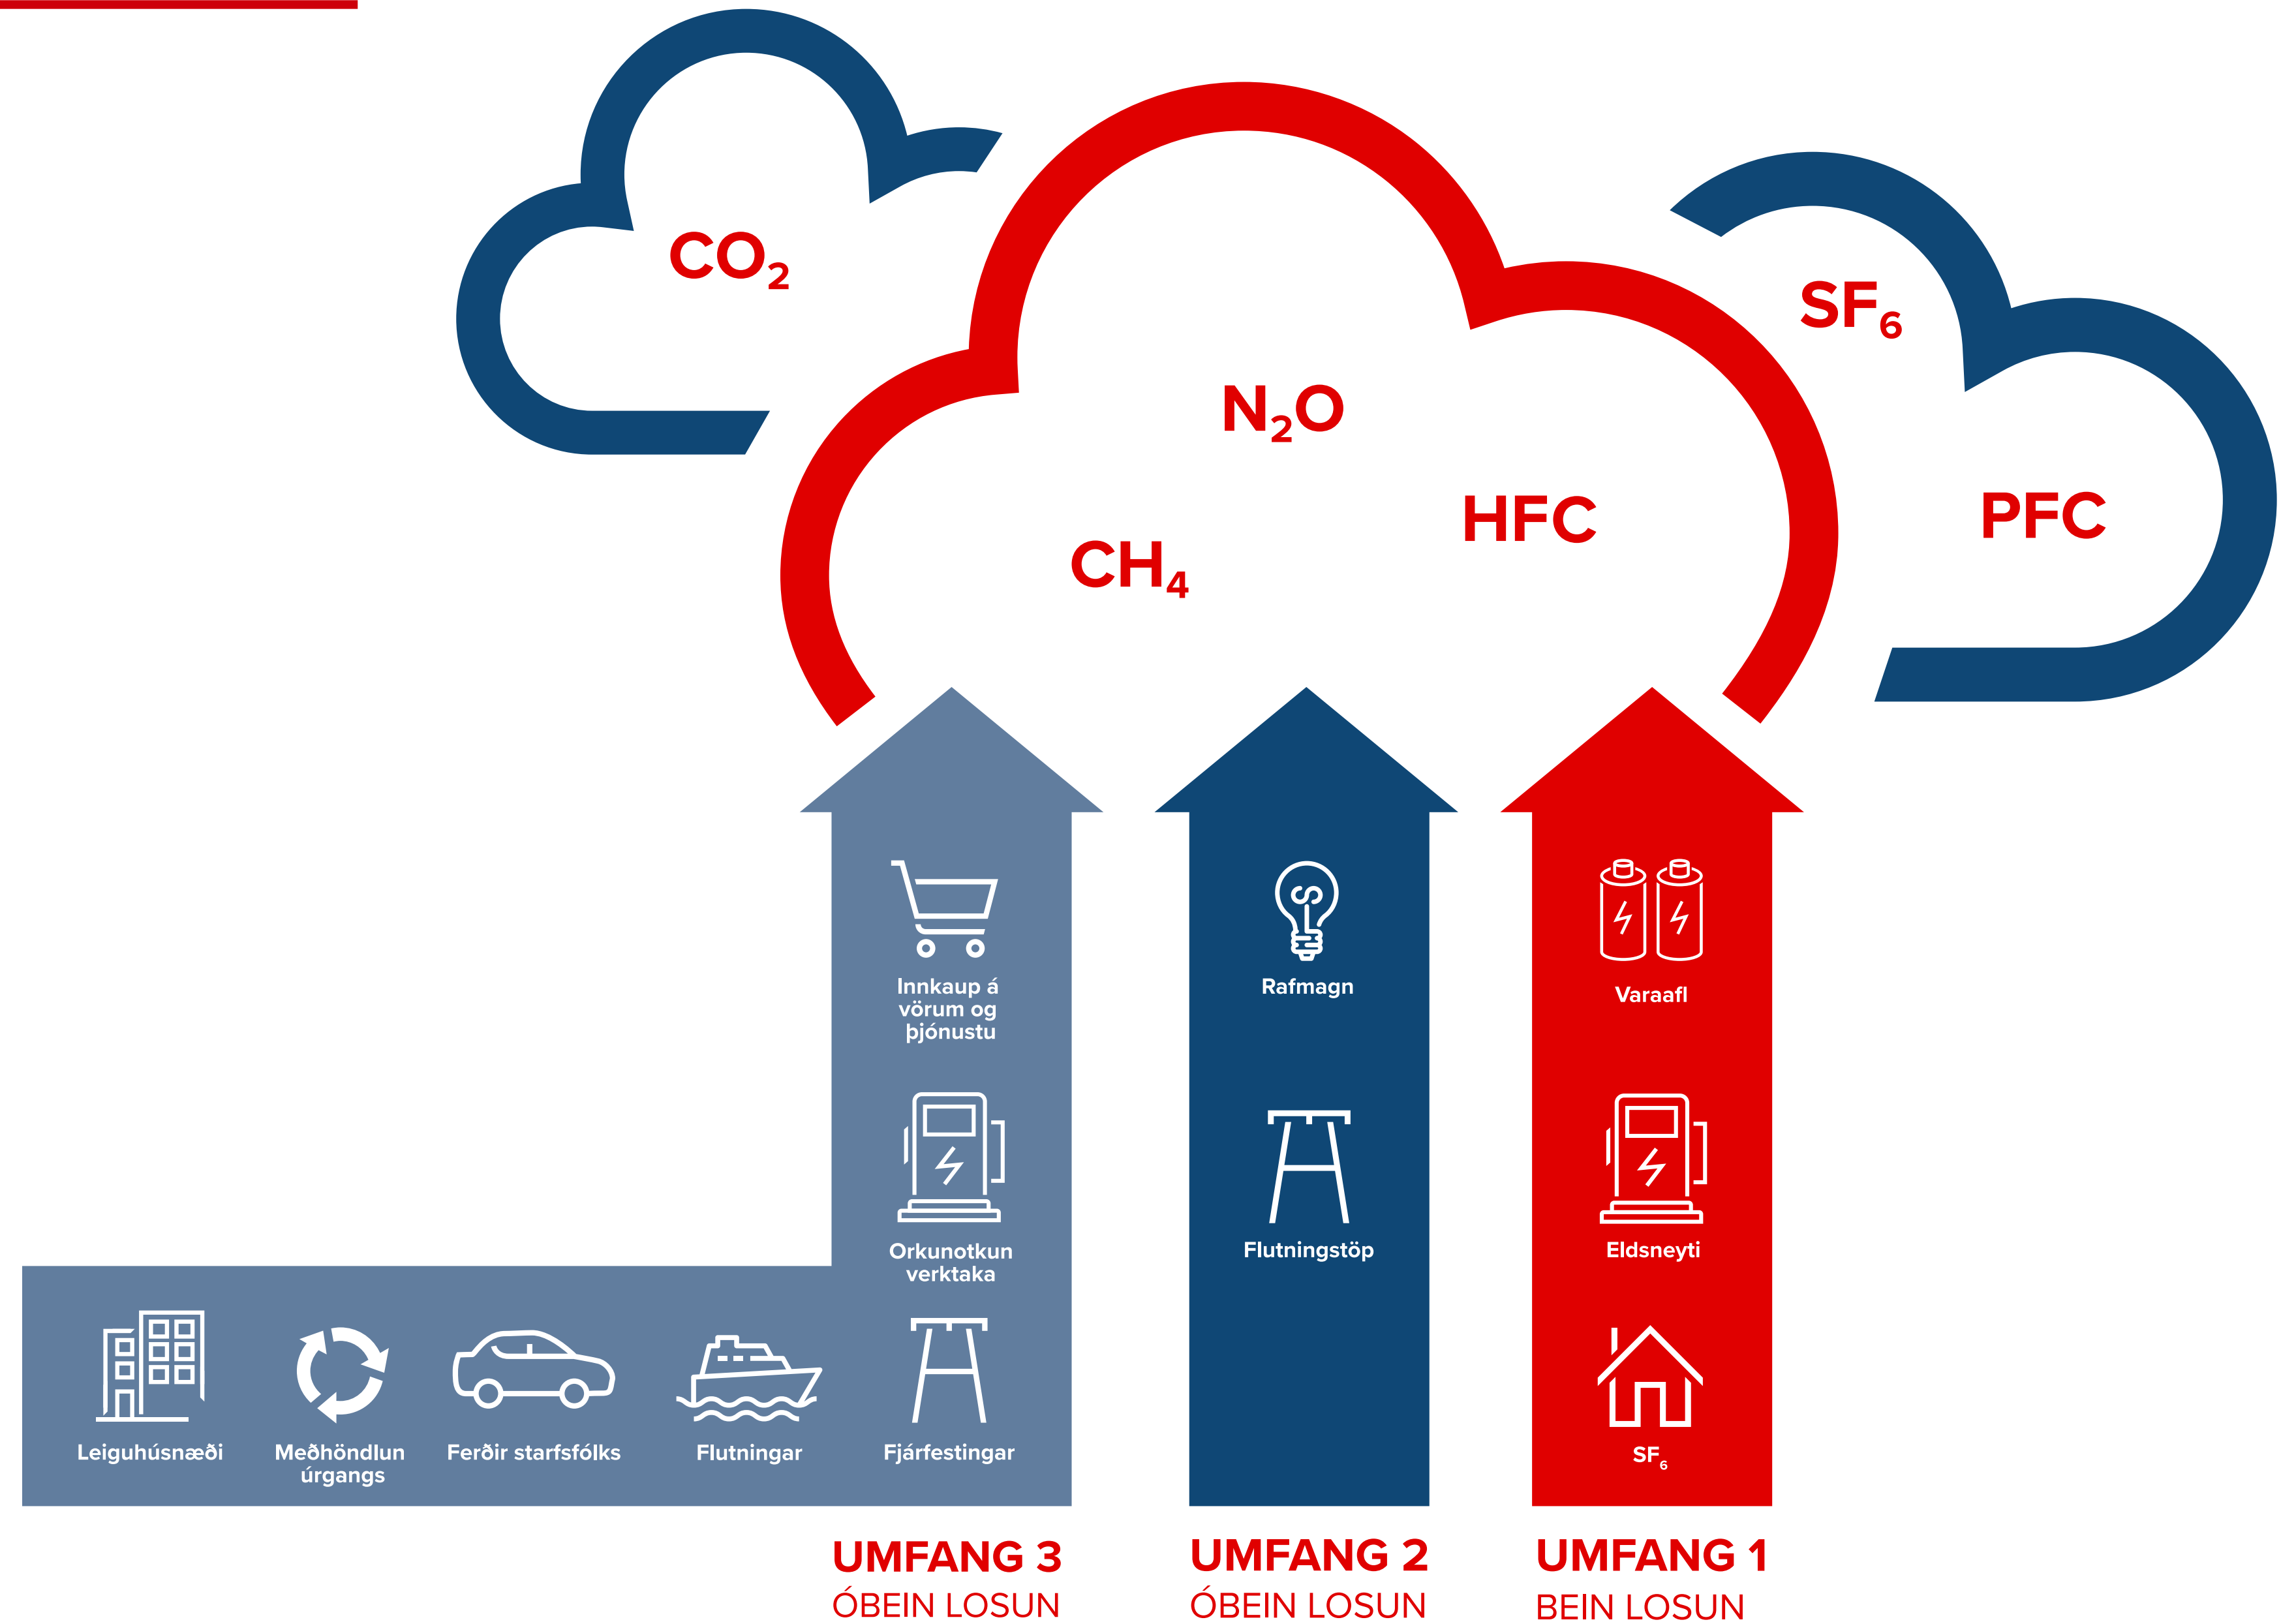 CO₂
N₂O
CH₄
HFC
SF₆
PFC
Innkaup á
vörum og
þjónustu
Orkunotkun
verktaka
Leiguhúsnæði
Meðhöndlun
úrgangs
Ferðir starfsfólks
Flutningar
Fjárfestingar
UMFANG 3
ÓBEIN LOSUN
Rafmagn
Flutningstöp
UMFANG 2
ÓBEIN LOSUN
Varaafl
Eldsneyti
SF₆
UMFANG 1
BEIN LOSUN